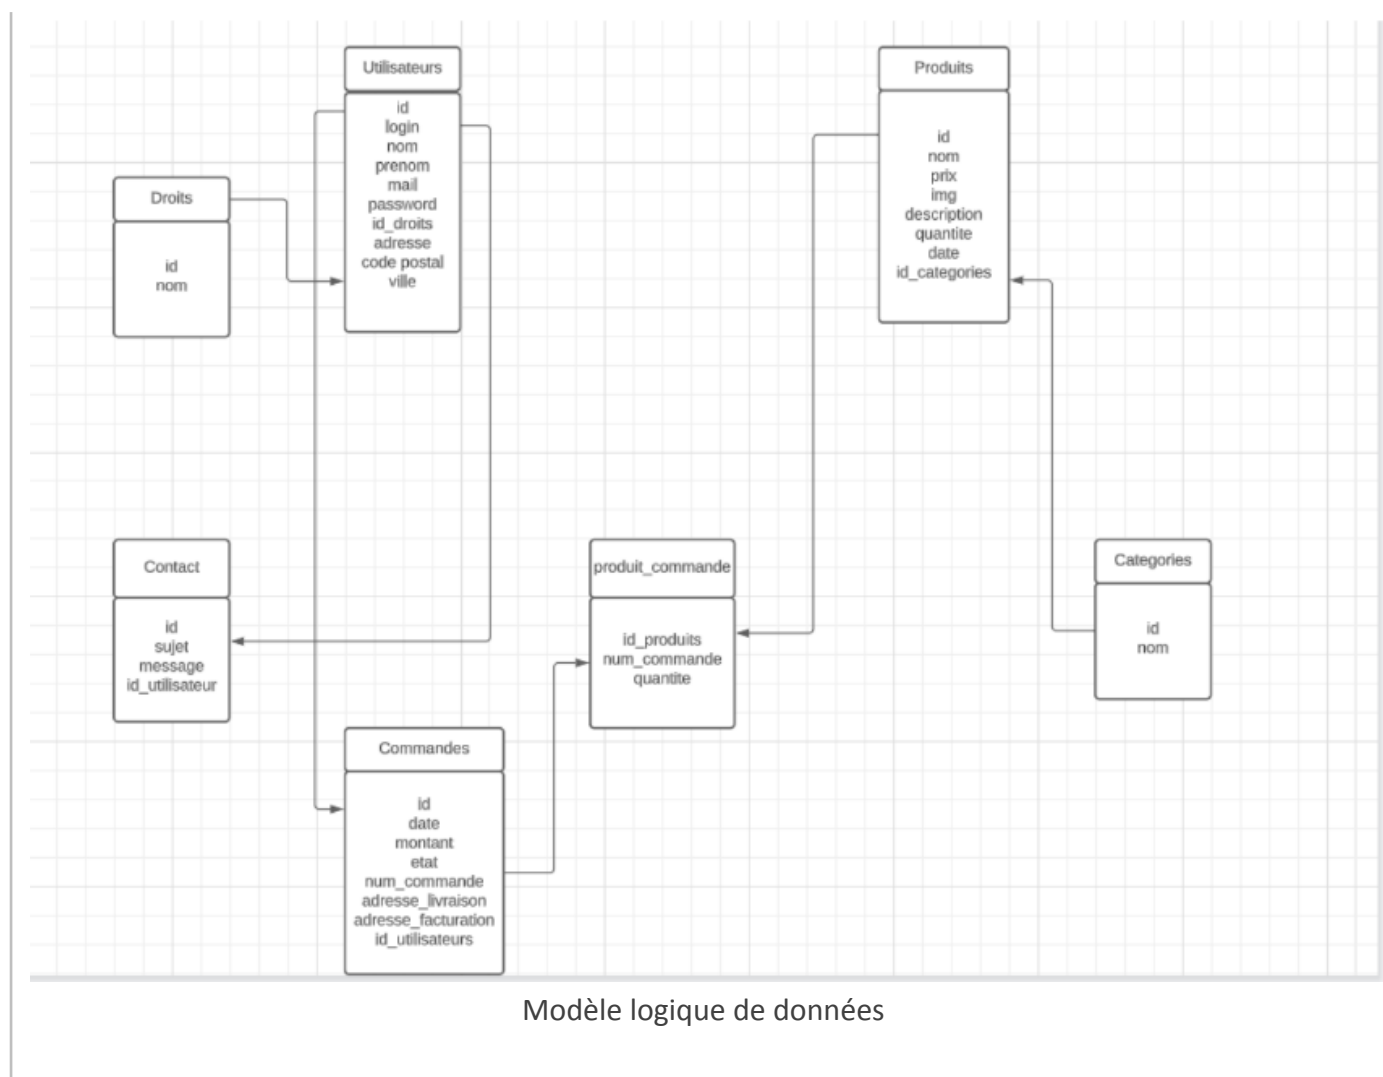 Utilisateurs
id
login
nom
prenom
mail
password
id_droits
adresse
code postal
ville
Produits
id
nom
prix
img
description
quantite
date
id_categories
Droits
id
nom
Contact
id
sujet
message
id_utilisateur
produit_commande
id_produits
num_commande
quantite
Categories
id
nom
Commandes
id
date
montant
etat
num_commande
adresse_livraison
adresse_facturation
id_utilisateurs
Modèle logique de données